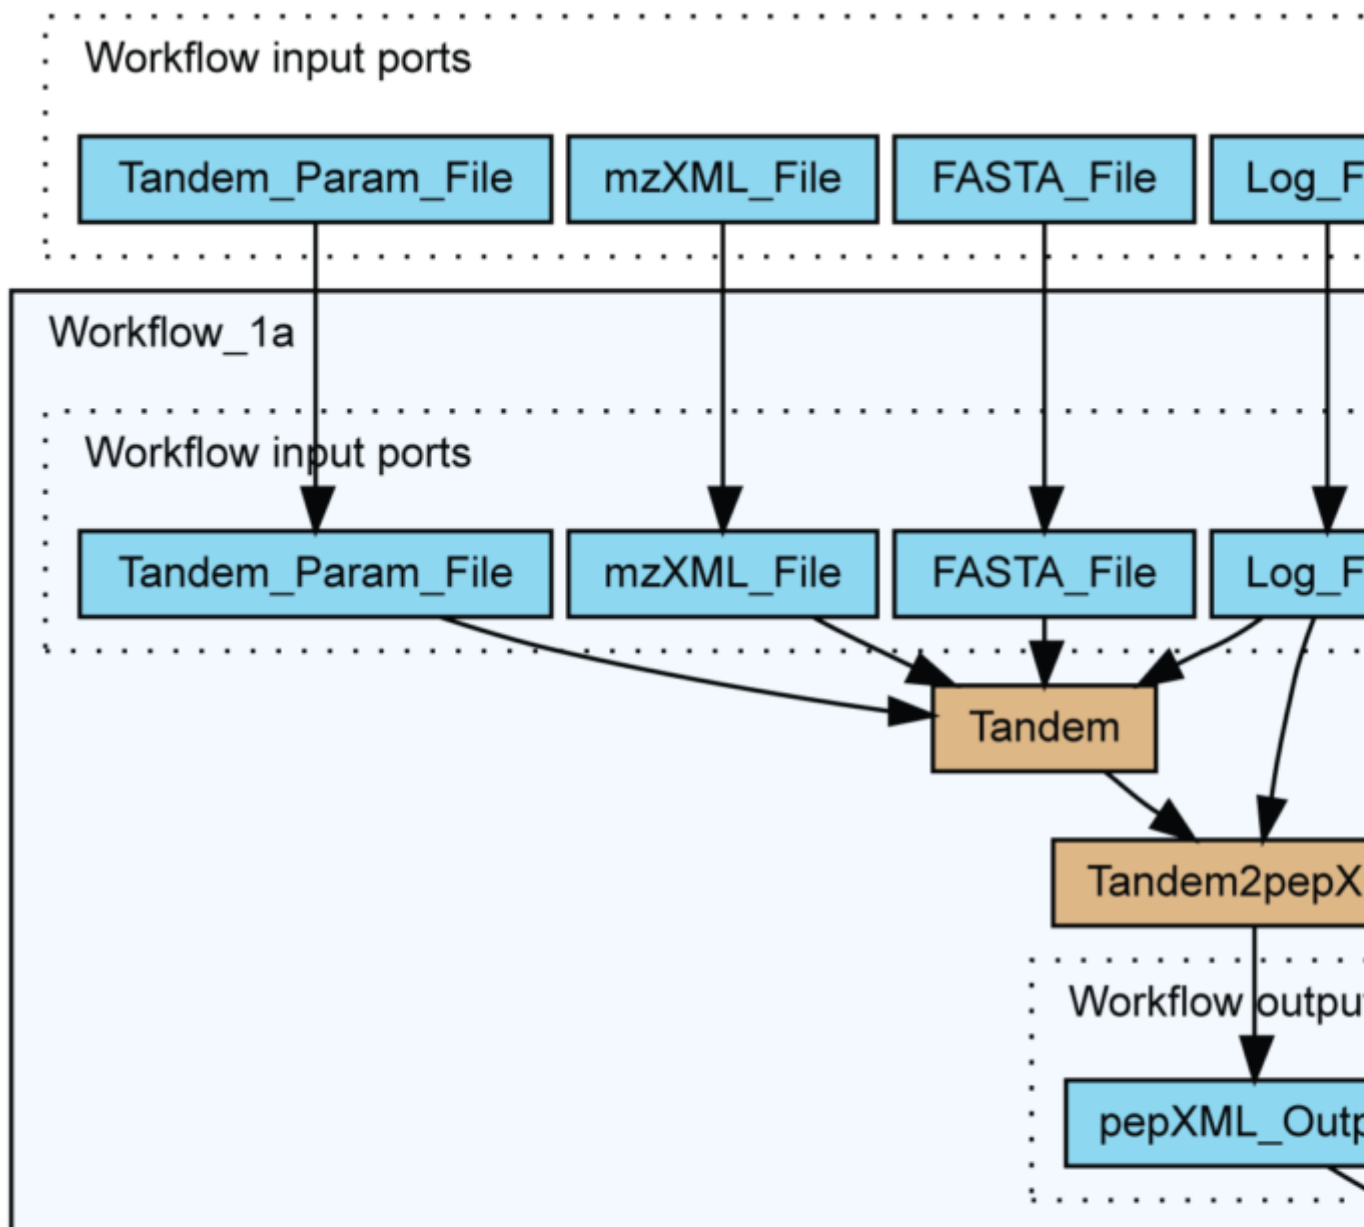 Workflow input ports
Tandem_Param_File
mzXML_File
FASTA_File
Log_F
Workflow_1a
Workflow input ports
Tandem_Param_File
mzXML_File
FASTA_File
Log_F
Tandem
Tandem2pepX
Workflow outpu
pepXML_Outp